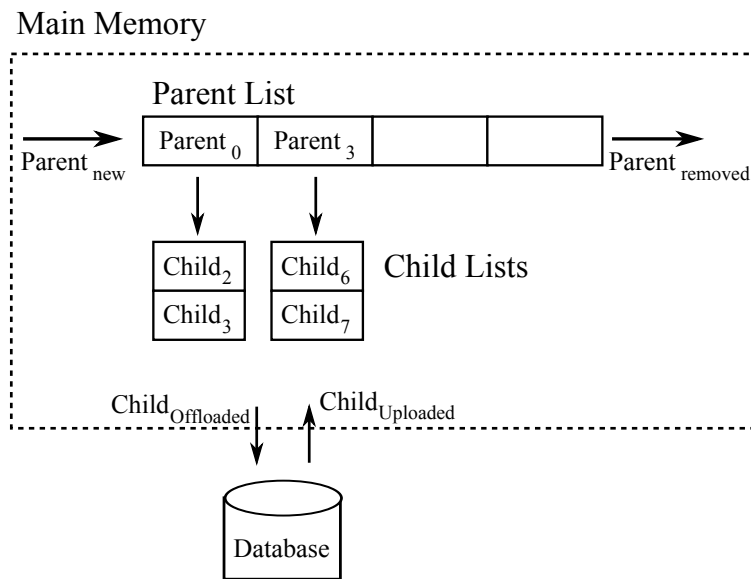 Main Memory
Parent List
Parent new
Parent 0
Parent 3
Parent removed
Child2
Child6
Child Lists
Child3
Child7
ChildOffloaded
ChildUploaded
Database